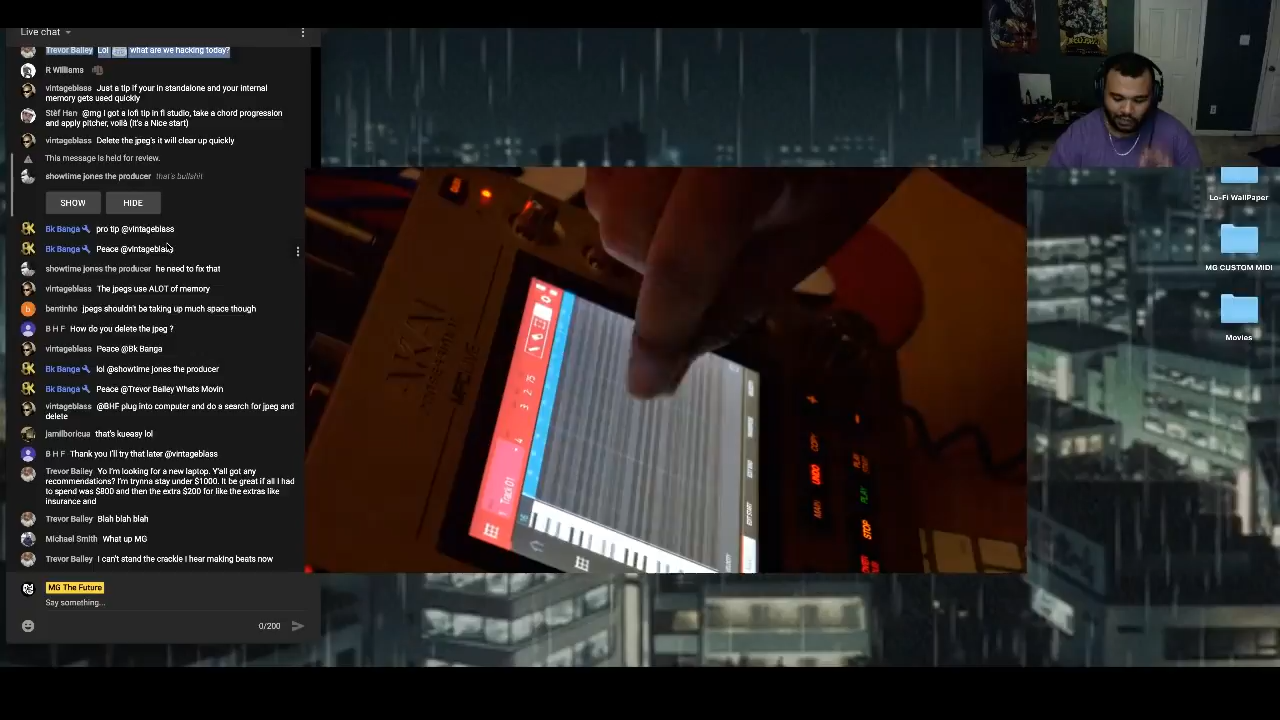 Live chat
Trevor Bailey Lol what are we hacking today?
R Williams
vintageblass Just a tip if your in standalone and your internal
memory gets used quickly
Stèf Han @mg I got a lofi tip in fl studio, take a chord progression
and apply pitcher, voilà (it's a Nice start)
vintageblass Delete the jpeg's it will clear up quickly
This message is held for review.
showtime jones the producer that's bullshit
SHOW HIDE
Bk Banga pro tip @vintageblass
Bk Banga Peace @vintageblass
showtime jones the producer he need to fix that
vintageblass The jpegs use ALOT of memory
bentinho jpegs shouldn't be taking up much space though
B H F How do you delete the jpeg ?
vintageblass Peace @Bk Banga
Bk Banga lol @showtime jones the producer
Bk Banga Peace @Trevor Bailey Whats Movin
vintageblass @BHF plug into computer and do a search for jpeg and
delete
jamilboricua that's kueasy lol
B H F Thank you I'll try that later @vintageblass
Trevor Bailey Yo I'm looking for a new laptop. Y'all got any
recommendations? I'm trynna stay under $1000. It be great if all I had
to spend was $800 and then the extra $200 for like the extras like
insurance and
Trevor Bailey Blah blah blah
Michael Smith What up MG
Trevor Bailey I can't stand the crackle I hear making beats now
MG The Future
Say something...
0/200
Track 01
MAIN UNDO COPY
STOP PLAY PLAY START
Lo-Fi WallPaper
MG CUSTOM MIDI
Movies